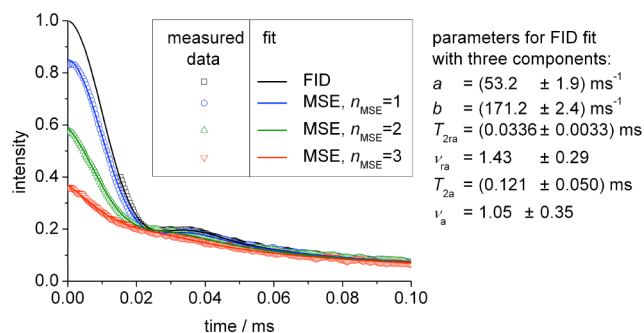 measured data
fit
FID
MSE, nMSE=1
MSE, nMSE=2
MSE, nMSE=3
intensity
1.0
0.8
0.6
0.4
0.2
0.0
0.00
0.02
0.04
0.06
0.08
0.10
time / ms
parameters for FID fit
with three components:
a = (53.2 ± 1.9) ms⁻¹
b = (171.2 ± 2.4) ms⁻¹
T2ra = (0.0336 ± 0.0033) ms
νra = 1.43 ± 0.29
T2a = (0.121 ± 0.050) ms
νa = 1.05 ± 0.35